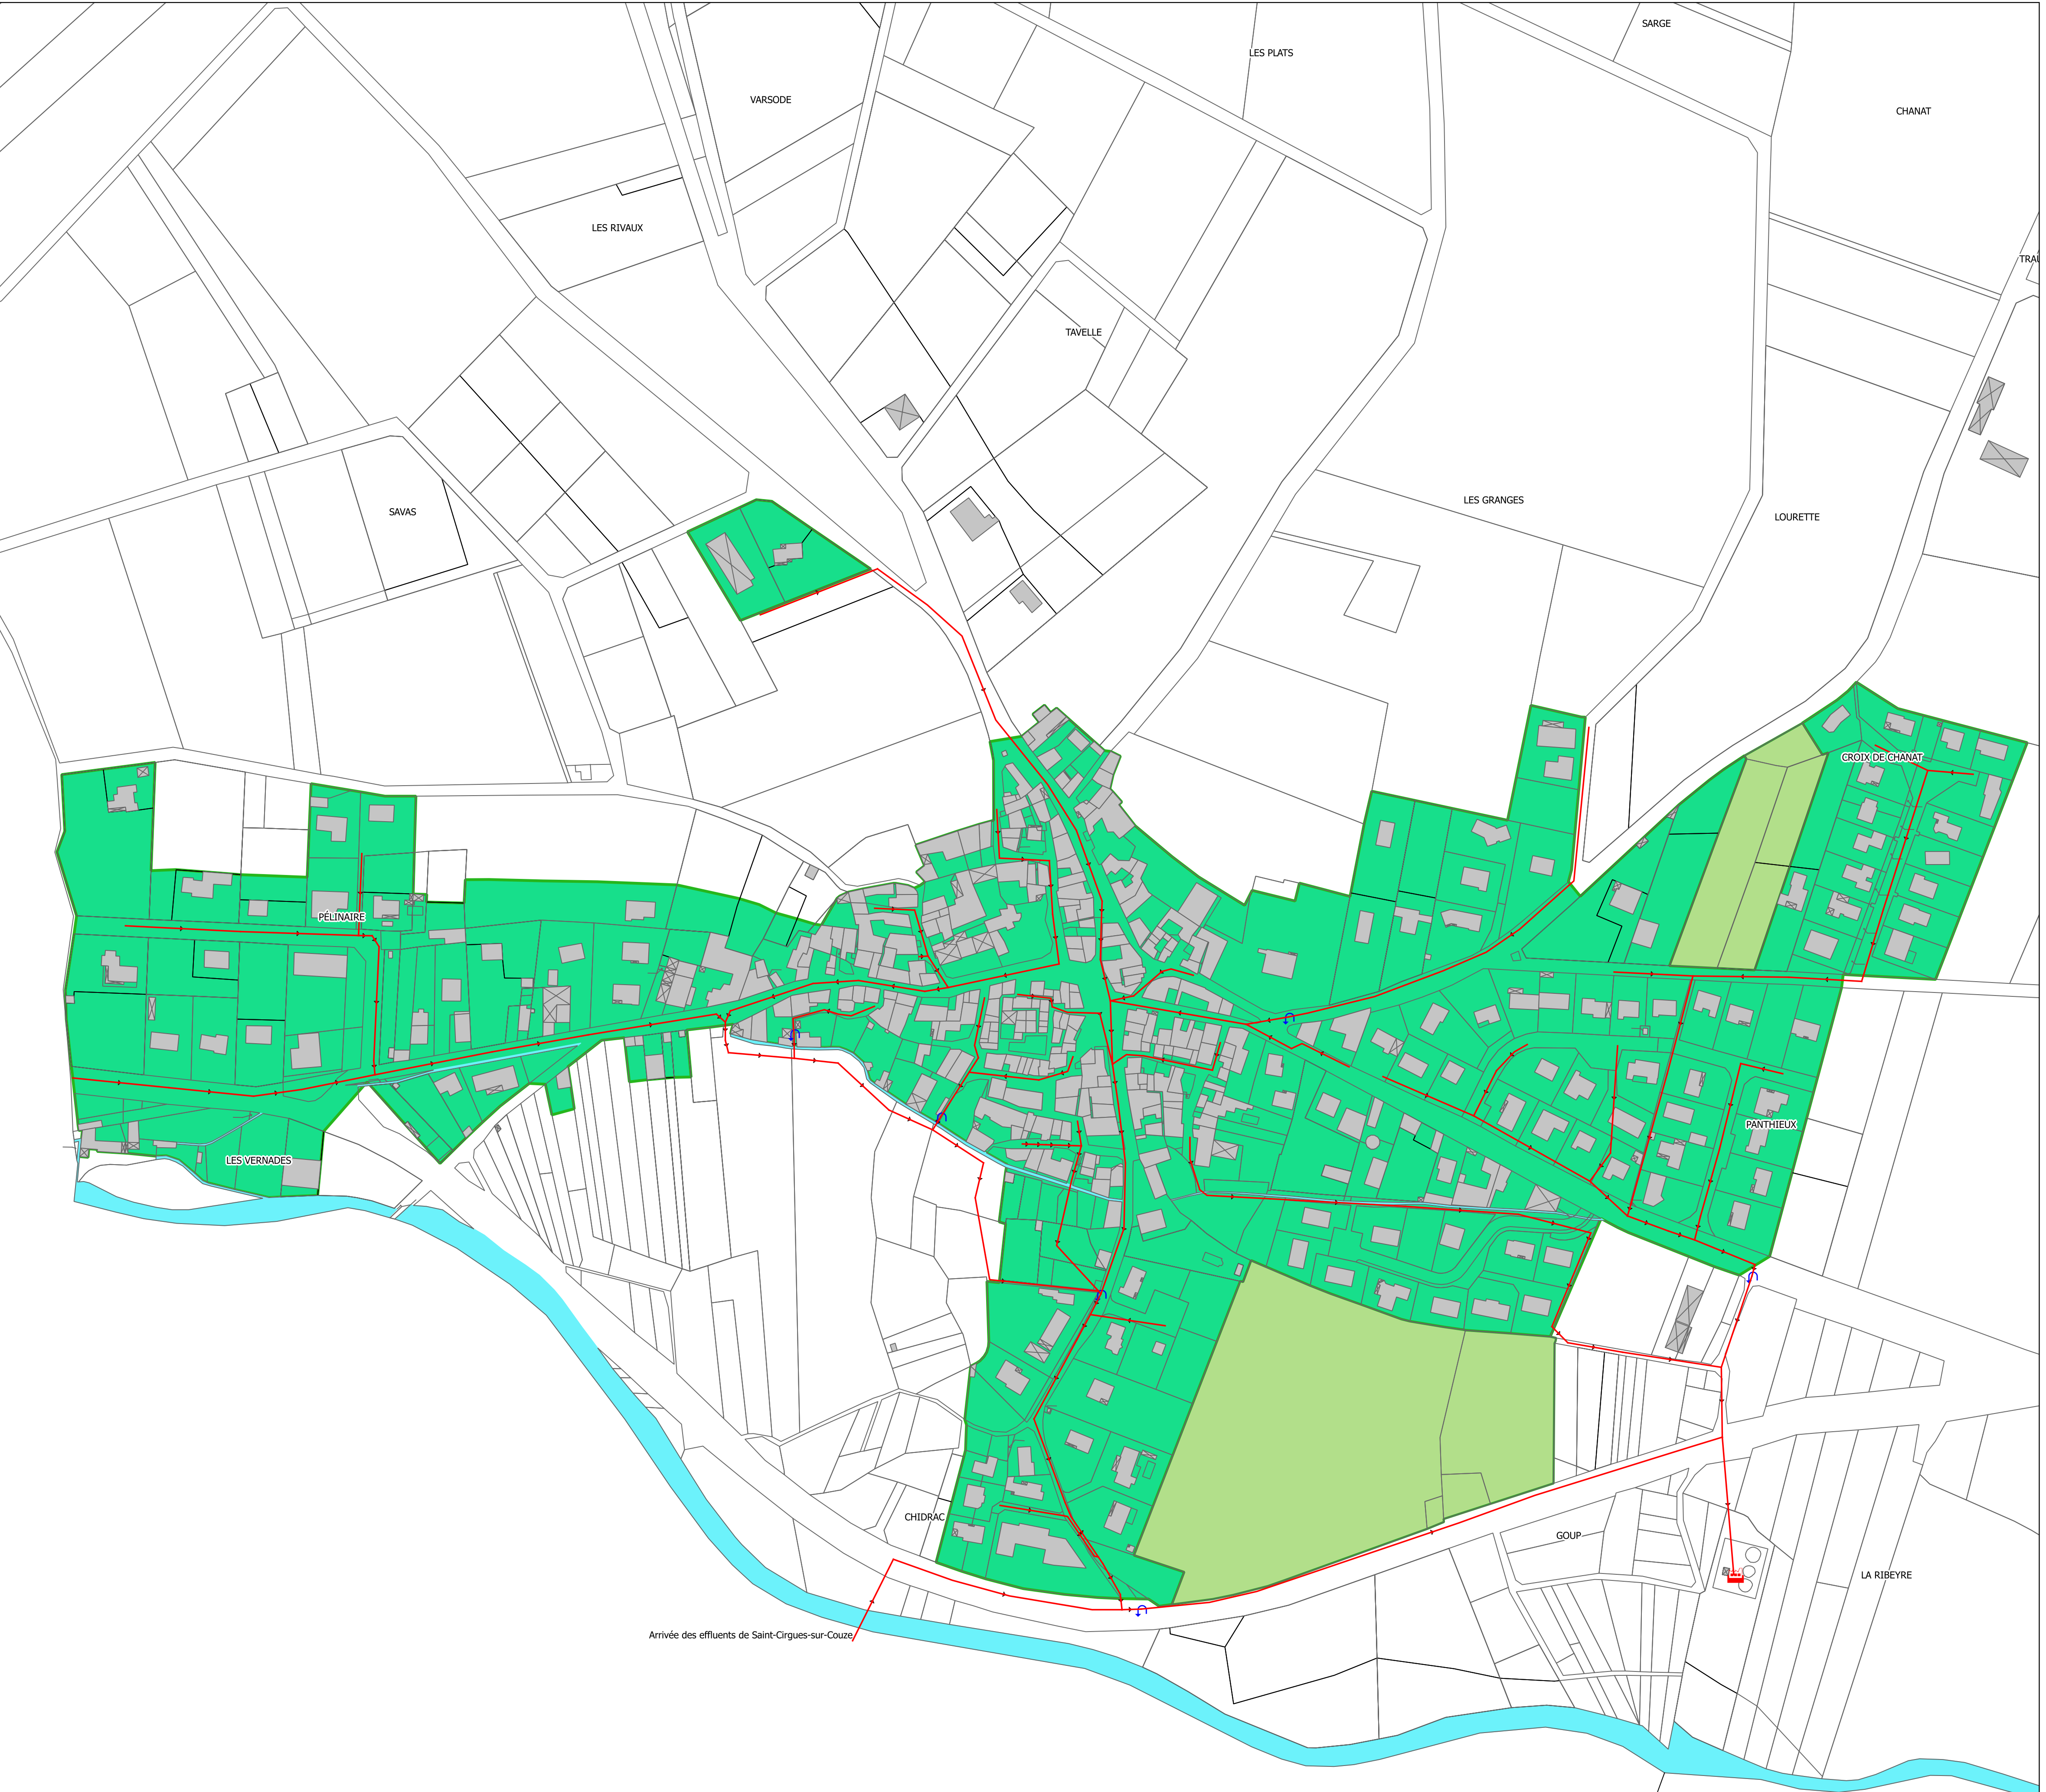 SARGE
LES PLATS
VARSODE
CHANAT
LES RIVAUX
TRAU
TAVELLE
LES GRANGES
SAVAS
LOURETTE
CROIX DE CHANAT
PÉLINAIRE
PANTHIEUX
LES VERNADES
CHIDRAC
GOUP
LA RIBEYRE
Arrivée des effluents de Saint-Cirgues-sur-Couze